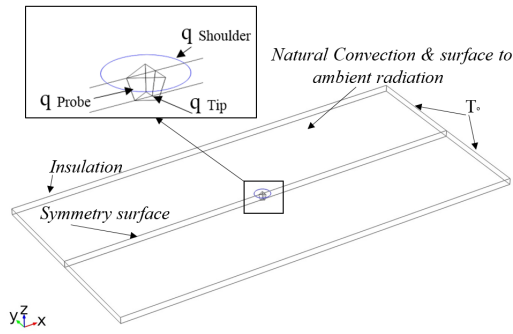 q Shoulder
q Probe
q Tip
Natural Convection & surface to
ambient radiation
T°
Insulation
Symmetry surface
y z x